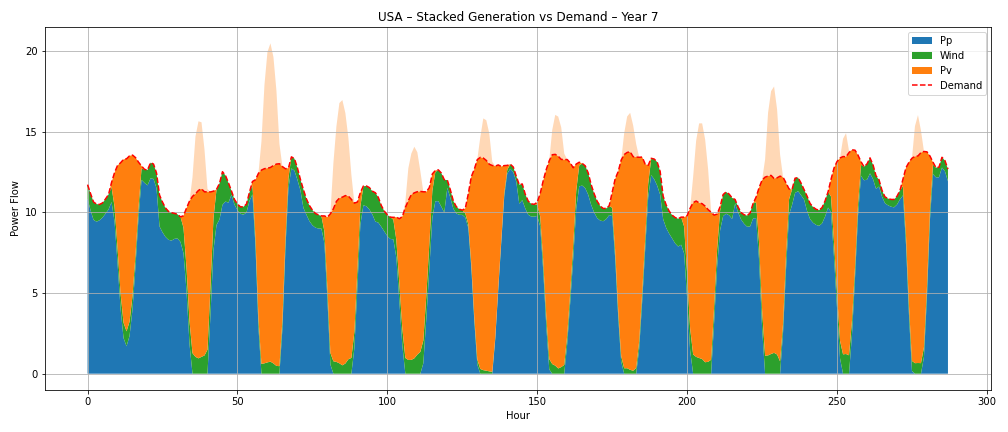 USA – Stacked Generation vs Demand – Year 7
Pp
Wind
Pv
Demand
Power Flow
20
15
10
5
0
0 50 100 150 200 250 300
Hour